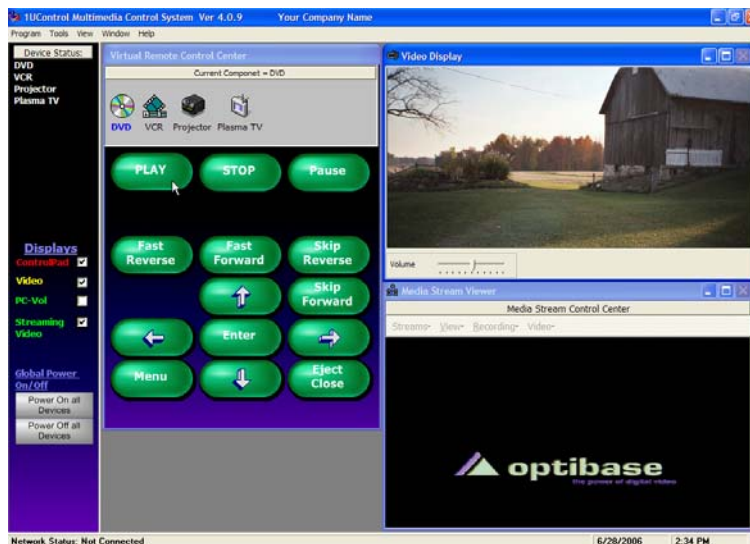 1UControl Multimedia Control System Ver 4.0.9 Your Company Name
Program Tools View Window Help
Device Status:
DVD
VCR
Projector
Plasma TV
Displays
ControlPad
Video
PC-Vol
Streaming
Video
Global Power
On/Off
Power On all
Devices
Power Off all
Devices
Virtual Remote Control Center
Current Componet = DVD
DVD VCR Projector Plasma TV
PLAY STOP Pause
Fast
Reverse
Fast
Forward
Skip
Reverse
Skip
Forward
Enter
Menu
Eject
Close
Video Display
Volume
Media Stream Viewer
Media Stream Control Center
Streams View Recording Video
optibase
the power of digital video
Network Status: Not Connected 6/28/2006 2:34 PM